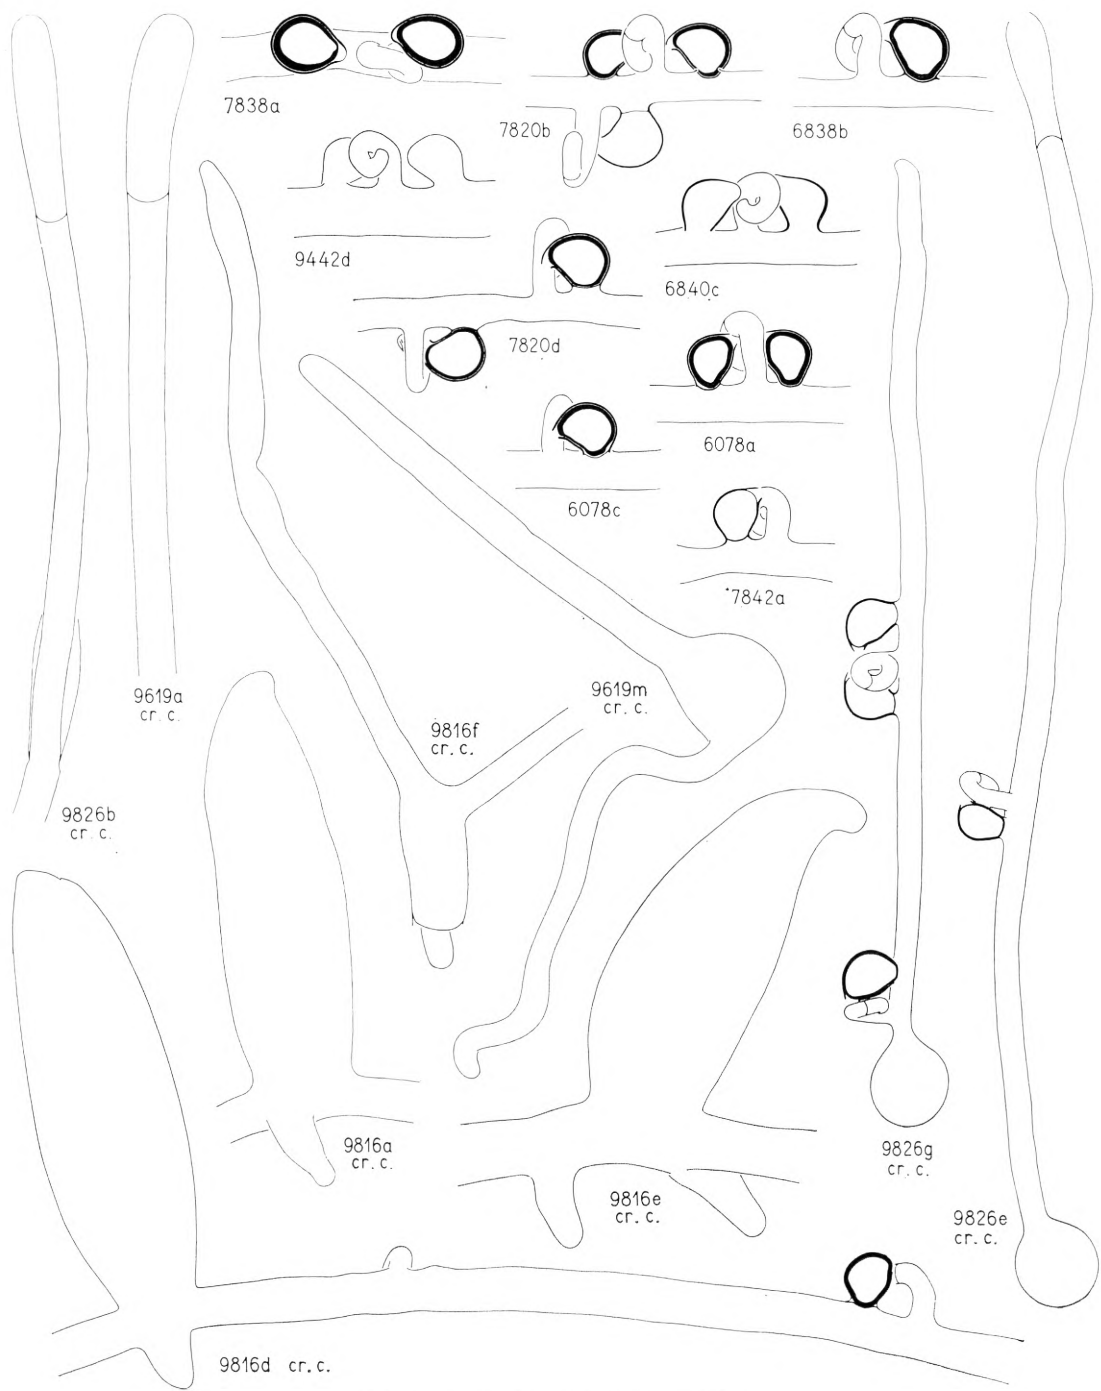 7838a
7820b
6838b
9442d
6840c
7820d
6078a
6078c
7842a
9619a
cr. c.
9619m
cr. c.
9816f
cr. c.
9826b
cr. c.
9816a
cr. c.
9826g
cr. c.
9816e
cr. c.
9826e
cr. c.
9816d cr. c.